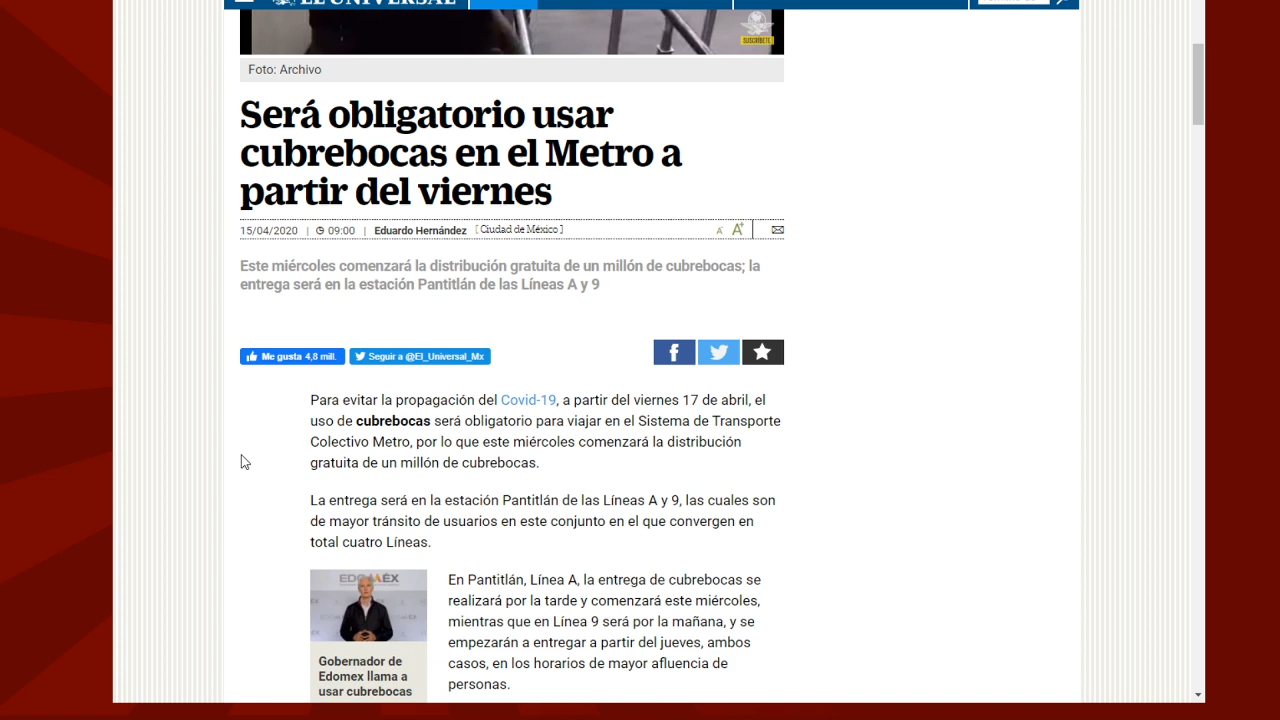 EL UNIVERSAL
SUSCRÍBETE
Foto: Archivo
Será obligatorio usar
cubrebocas en el Metro a
partir del viernes
15/04/2020 | 09:00 | Eduardo Hernández [ Ciudad de México ] A- A+
Este miércoles comenzará la distribución gratuita de un millón de cubrebocas; la
entrega será en la estación Pantitlán de las Líneas A y 9
Me gusta 4,8 mill. Seguir a @El_Universal_Mx
Para evitar la propagación del Covid-19, a partir del viernes 17 de abril, el
uso de cubrebocas será obligatorio para viajar en el Sistema de Transporte
Colectivo Metro, por lo que este miércoles comenzará la distribución
gratuita de un millón de cubrebocas.
La entrega será en la estación Pantitlán de las Líneas A y 9, las cuales son
de mayor tránsito de usuarios en este conjunto en el que convergen en
total cuatro Líneas.
EDOMÉX
En Pantitlán, Línea A, la entrega de cubrebocas se
realizará por la tarde y comenzará este miércoles,
mientras que en Línea 9 será por la mañana, y se
empezarán a entregar a partir del jueves, ambos
casos, en los horarios de mayor afluencia de
personas.
Gobernador de
Edomex llama a
usar cubrebocas